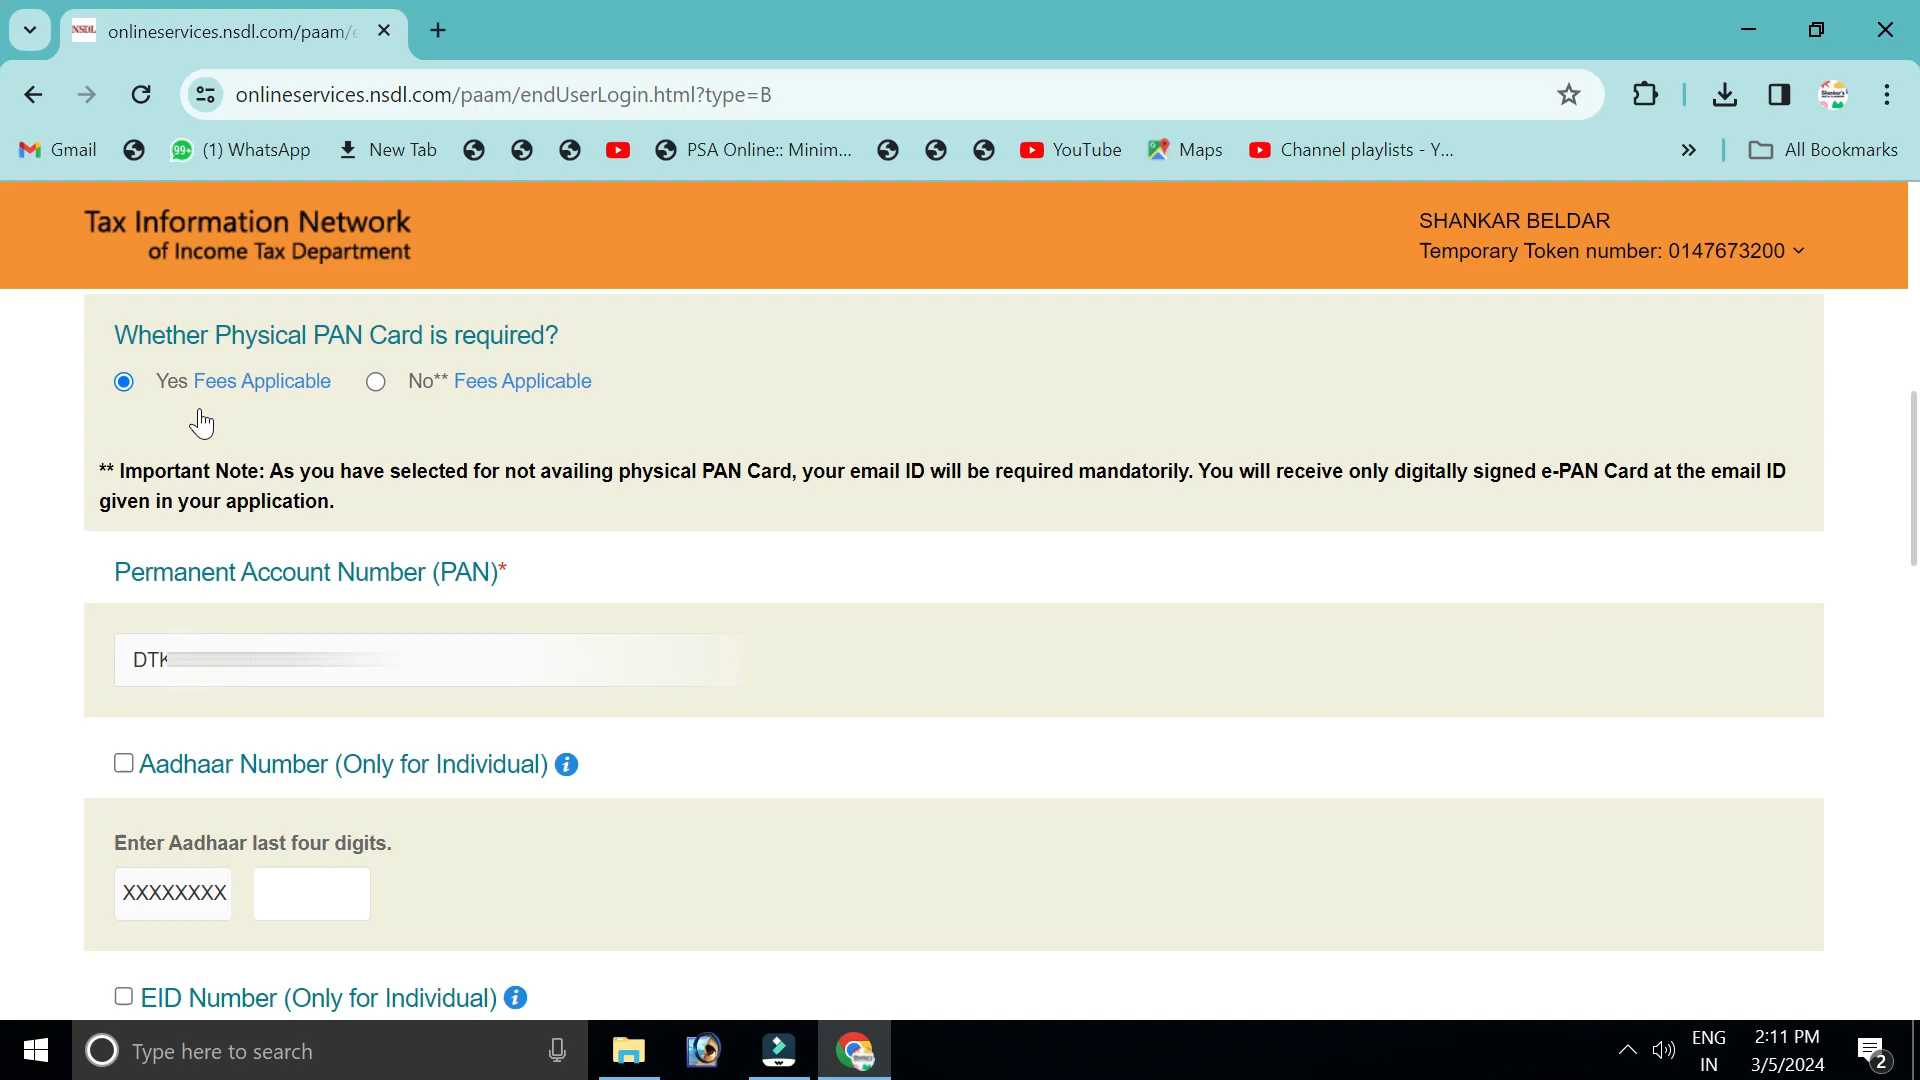 NSDL onlineservices.nsdl.com/paam/
onlineservices.nsdl.com/paam/endUserLogin.html?type=B
Gmail 99+ (1) WhatsApp New Tab PSA Online:: Minim... YouTube Maps Channel playlists - Y... » All Bookmarks
Tax Information Network
of Income Tax Department
SHANKAR BELDAR
Temporary Token number: 0147673200
Whether Physical PAN Card is required?
Yes Fees Applicable No** Fees Applicable
** Important Note: As you have selected for not availing physical PAN Card, your email ID will be required mandatorily. You will receive only digitally signed e-PAN Card at the email ID
given in your application.
Permanent Account Number (PAN)*
DTK
Aadhaar Number (Only for Individual) i
Enter Aadhaar last four digits.
XXXXXXXX
EID Number (Only for Individual) i
Type here to search
ENG
IN
2:11 PM
3/5/2024
2